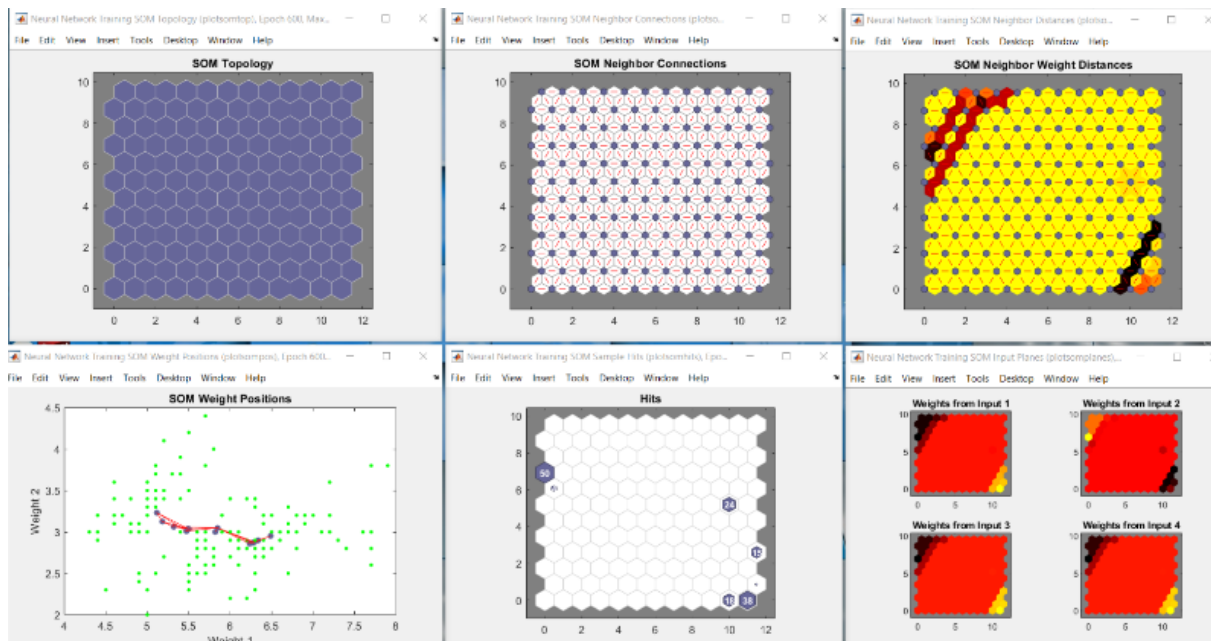 Neural Network Training SOM Topology (plotsomtop), Epoch 600, Max...
File Edit View Insert Tools Desktop Window Help
SOM Topology
10
8
6
4
2
0
0 2 4 6 8 10 12
Neural Network Training SOM Neighbor Connections (plotso...
File Edit View Insert Tools Desktop Window Help
SOM Neighbor Connections
10
8
6
4
2
0
0 2 4 6 8 10 12
Neural Network Training SOM Neighbor Distances (plotso...
File Edit View Insert Tools Desktop Window Help
SOM Neighbor Weight Distances
10
8
6
4
2
0
0 2 4 6 8 10 12
Neural Network Training SOM Weight Positions (plotsompos), Epoch 600...
File Edit View Insert Tools Desktop Window Help
SOM Weight Positions
4.5
4
3.5
3
2.5
2
Weight 2
4 4.5 5 5.5 6 6.5 7 7.5 8
Weight 1
Neural Network Training SOM Sample Hits (plotsomhits), Epo...
File Edit View Insert Tools Desktop Window Help
Hits
10
8
6
4
2
0
50
24
18 38
0 2 4 6 8 10 12
Neural Network Training SOM Input Planes (plotsomplanes)...
File Edit View Insert Tools Desktop Window Help
Weights from Input 1
10
5
0
0 5 10
Weights from Input 2
10
5
0
0 5 10
Weights from Input 3
10
5
0
0 5 10
Weights from Input 4
10
5
0
0 5 10